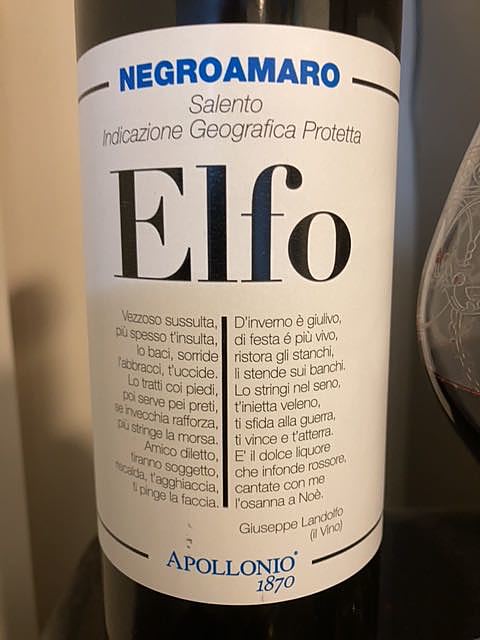 NEGROAMARO
Salento
Indicazione Geografica Protetta
Elfo
Vezzoso sussulta,
più spesso t'insulta,
lo baci, sorride
l'abbracci, t'uccide.
Lo tratti coi piedi,
poi serve pei preti,
se invecchia rafforza,
più stringe la morsa.
Amico diletto,
tiranno soggetto,
riscalda, t'agghiaccia,
ti pinge la faccia.
D'inverno è giulivo,
di festa é più vivo,
ristora gli stanchi,
li stende sui banchi.
Lo stringi nel seno,
t'inietta veleno,
ti sfida alla guerra,
ti vince e t'atterra.
E' il dolce liquore
che infonde rossore,
cantate con me
l'osanna a Noè.
Giuseppe Landolfo
(il Vino)
APOLLONIO®
1870